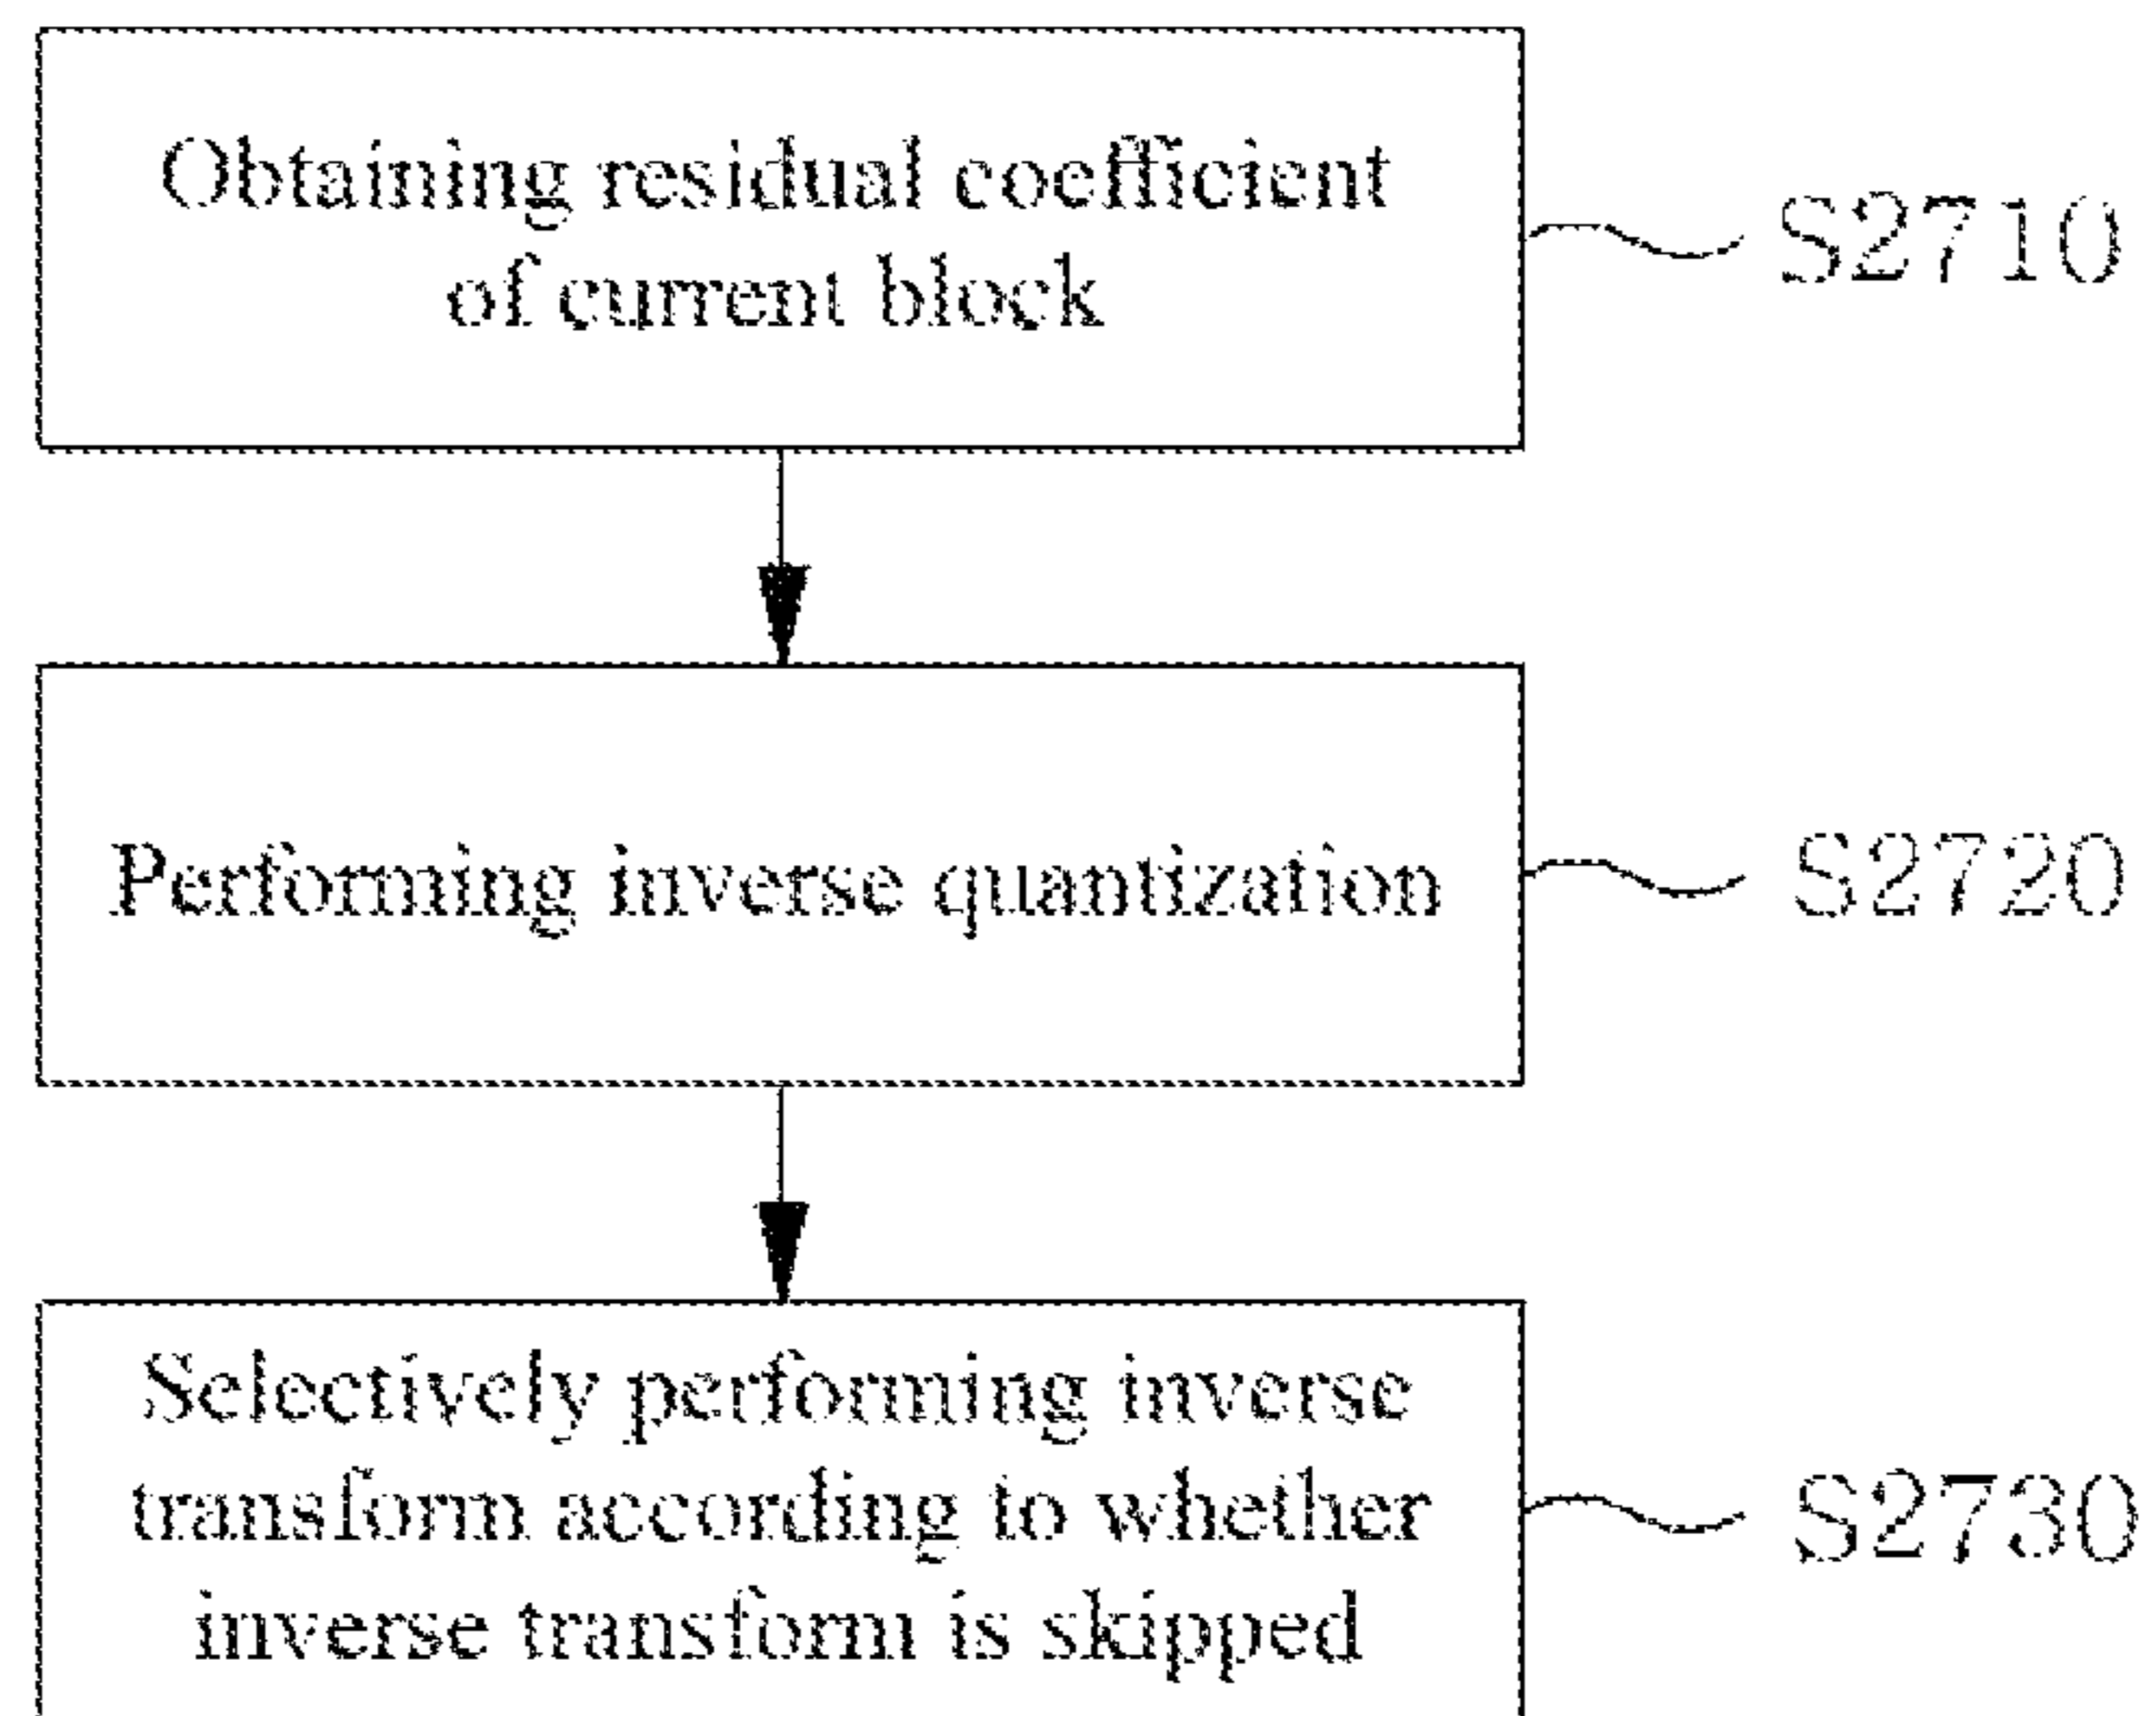 Obtaining residual coefficient
of current block
S2710
Performing inverse quantization
S2720
Selectively performing inverse
transform according to whether
inverse transform is skipped
S2730